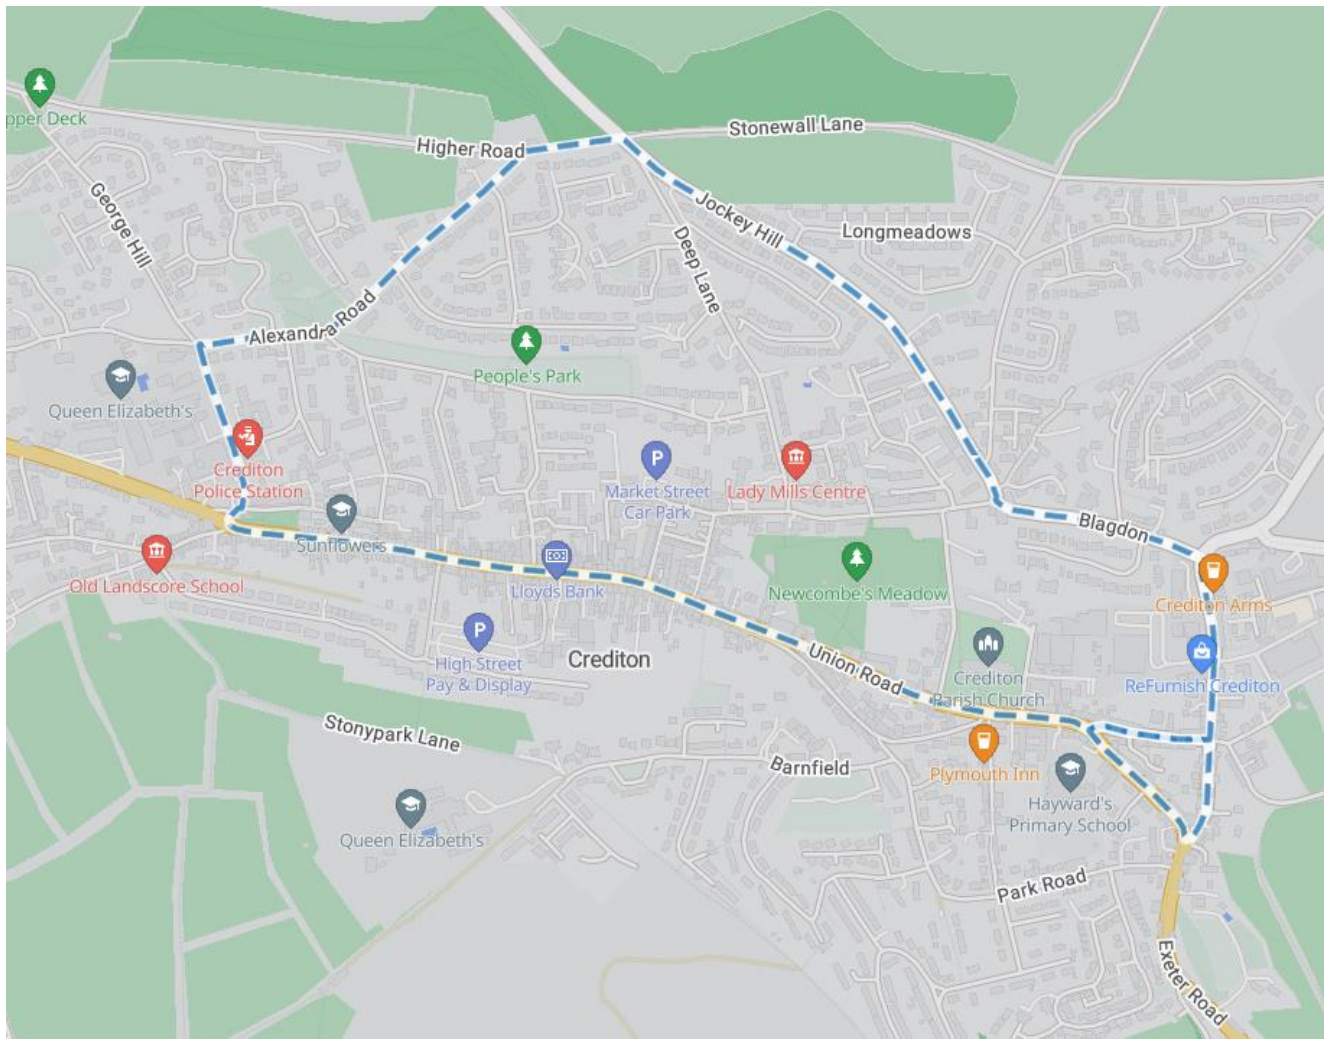 Stonewall Lane
pper Deck
Higher Road
George Hill
Jockey Hill
Longmeadows
Deep Lane
Alexandra Road
People's Park
Queen Elizabeth's
Crediton
Police Station
P
Market Street
Car Park
Lady Mills Centre
Blagdon
Sunflowers
Old Landscore School
Lloyds Bank
Newcombe's Meadow
Crediton Arms
P
High Street
Pay & Display
Crediton
Union Road
Crediton
Parish Church
ReFurnish Crediton
Stonypark Lane
Barnfield
Plymouth Inn
Hayward's
Primary School
Queen Elizabeth's
Park Road
Exeter Road